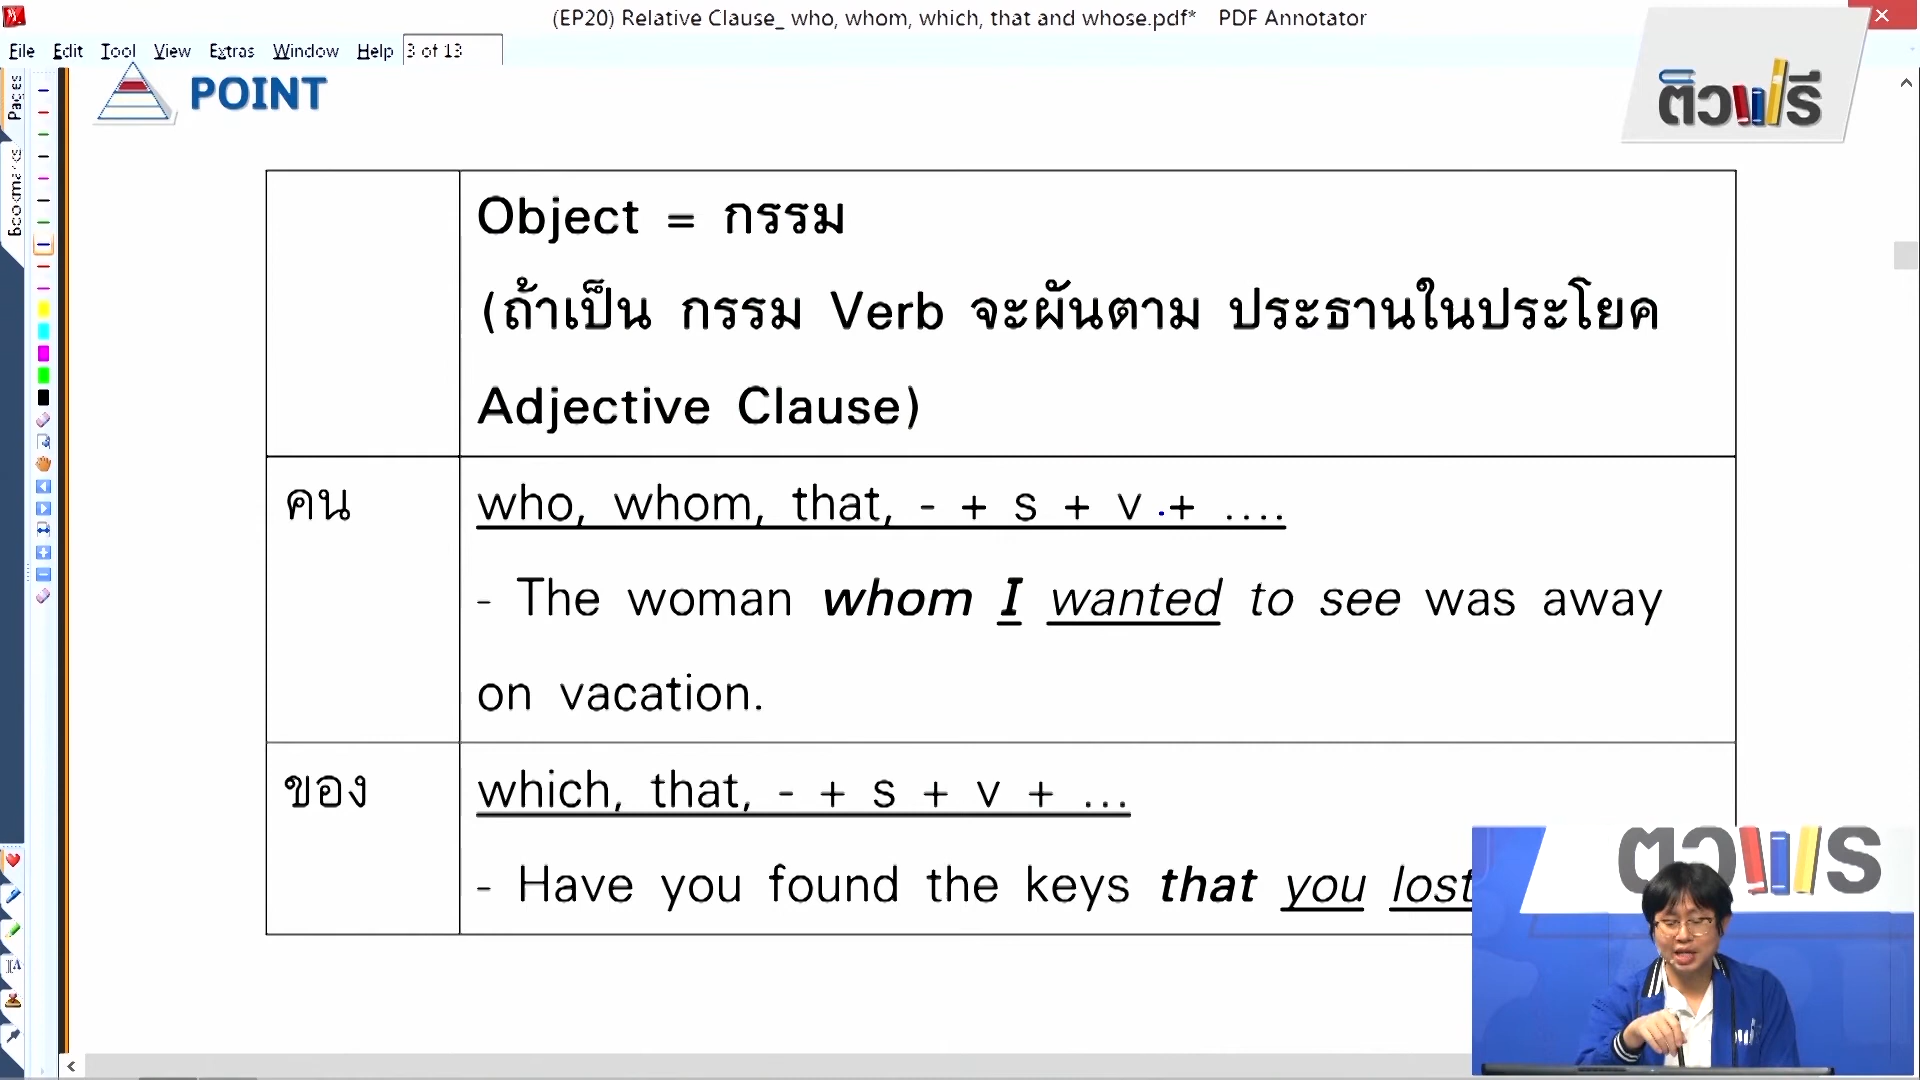 (EP20) Relative Clause_ who, whom, which, that and whose.pdf* PDF Annotator
File Edit Tool View Extras Window Help 3 of 13
Pages
Bookmarks
POINT
ติวฟรี
Object = กรรม
(ถ้าเป็น กรรม Verb จะผันตาม ประธานในประโยค
Adjective Clause)
คน
who, whom, that, - + s + v + ....
- The woman whom I wanted to see was away
on vacation.
ของ
which, that, - + s + v + ...
- Have you found the keys that you lost